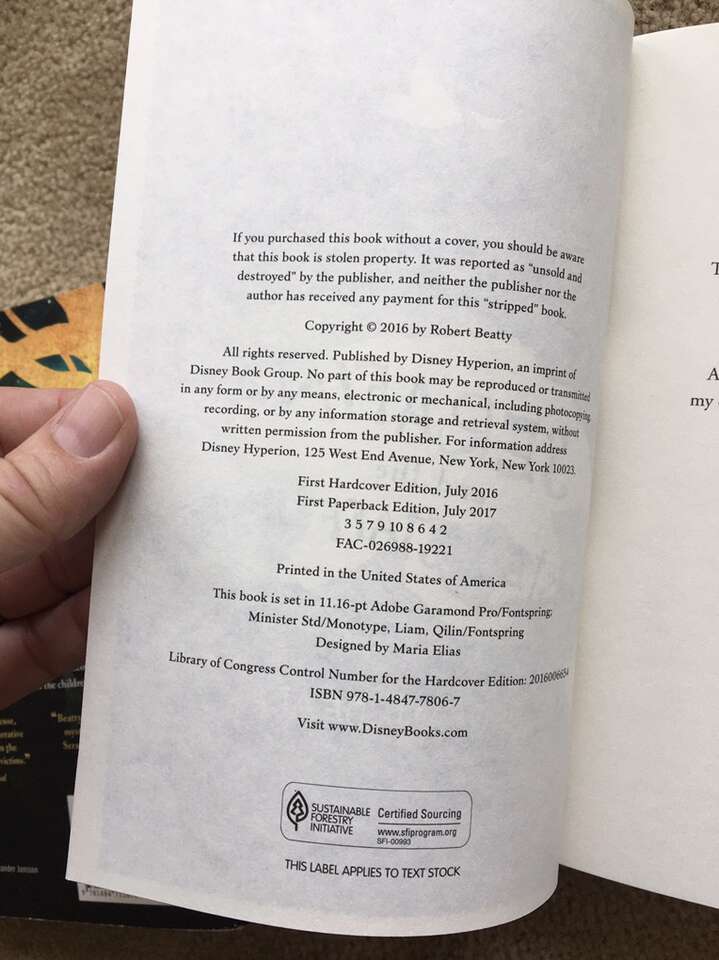 If you purchased this book without a cover, you should be aware
that this book is stolen property. It was reported as “unsold and
destroyed” by the publisher, and neither the publisher nor the
author has received any payment for this “stripped” book.
Copyright © 2016 by Robert Beatty
All rights reserved. Published by Disney Hyperion, an imprint of
Disney Book Group. No part of this book may be reproduced or transmitted
in any form or by any means, electronic or mechanical, including photocopying,
recording, or by any information storage and retrieval system, without
written permission from the publisher. For information address
Disney Hyperion, 125 West End Avenue, New York, New York 10023.
First Hardcover Edition, July 2016
First Paperback Edition, July 2017
3 5 7 9 10 8 6 4 2
FAC-026988-19221
Printed in the United States of America
This book is set in 11.16-pt Adobe Garamond Pro/Fontspring;
Minister Std/Monotype, Liam, Qilin/Fontspring
Designed by Maria Elias
Library of Congress Control Number for the Hardcover Edition: 2016006654
ISBN 978-1-4847-7806-7
Visit www.DisneyBooks.com
SUSTAINABLE
FORESTRY
INITIATIVE
Certified Sourcing
www.sfiprogram.org
SFI-00993
THIS LABEL APPLIES TO TEXT STOCK
T
A
my
the children
“Beatty
victims.”